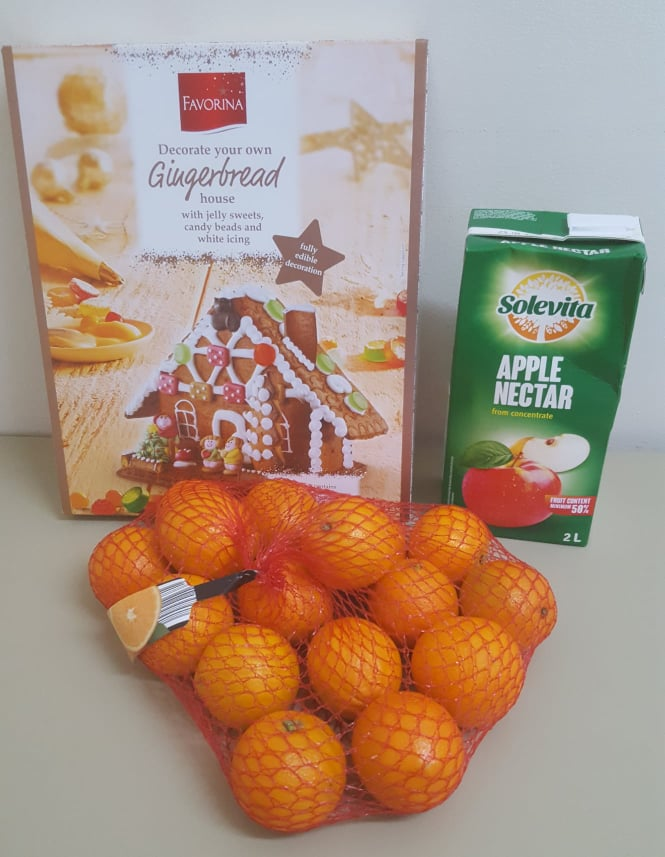 FAVORINA
Decorate your own
Gingerbread
house
with jelly sweets,
candy beads and
white icing
fully
edible
decoration
APPLE NECTAR
Solevita
APPLE
NECTAR
from concentrate
FRUIT CONTENT
MINIMUM 50%
2 L